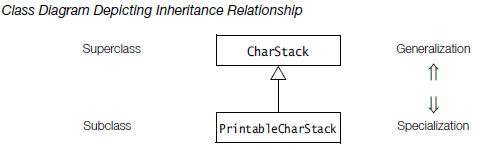 Class Diagram Depicting Inheritance Relationship
Superclass CharStack Generalization
Subclass PrintableCharStack Specialization